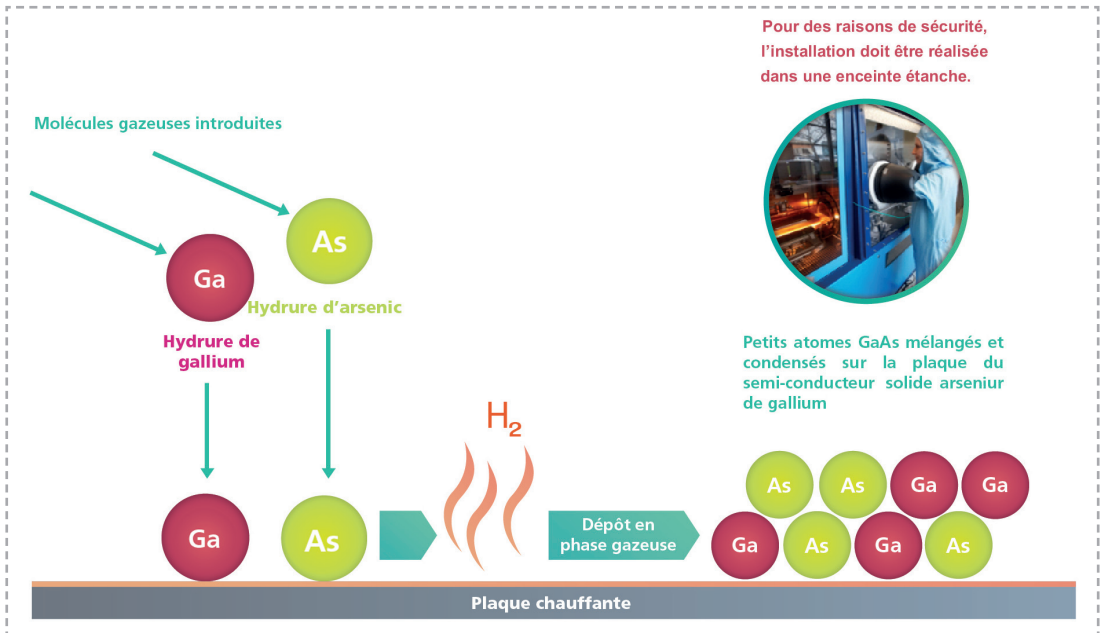 Pour des raisons de sécurité,
l'installation doit être réalisée
dans une enceinte étanche.
Molécules gazeuses introduites
As
Ga
Hydrure d'arsenic
Hydrure de
gallium
Petits atomes GaAs mélangés et
condensés sur la plaque du
semi-conducteur solide arseniur
de gallium
H₂
As As Ga Ga
Ga As
Dépôt en
phase gazeuse
Ga As Ga As
Plaque chauffante